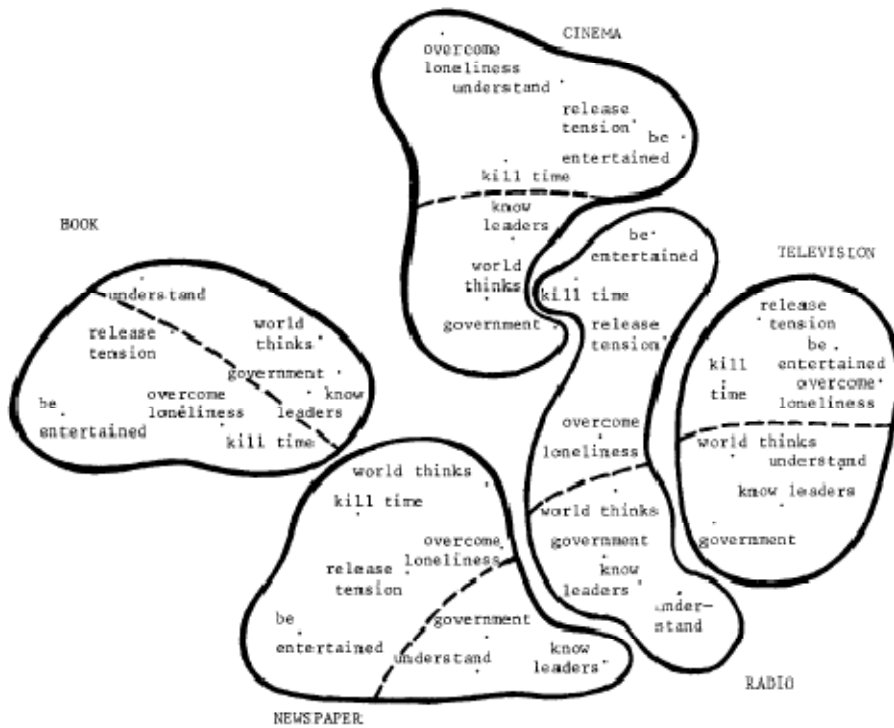 CINEMA
overcome
loneliness
understand
release
tension
be
entertained
kill time
know
leaders
world
thinks
government
BOOK
understand
release
tension
world
thinks
government
be
entertained
overcome
loneliness
know
leaders
kill time
be
entertained
kill time
release
tension
overcome
loneliness
world thinks
government
know
leaders
under-
stand
RADIO
TELEVISION
release
tension
be
entertained
kill
time
overcome
loneliness
world thinks
understand
know leaders
government
world thinks
kill time
overcome
loneliness
release
tension
be
entertained
government
understand
know
leaders
NEWSPAPER